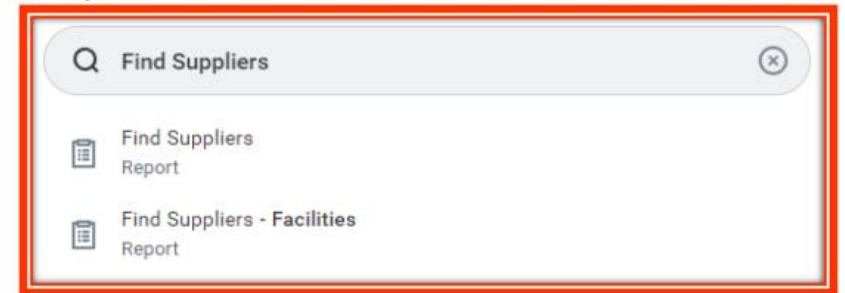 Find Suppliers
Find Suppliers
Report
Find Suppliers - Facilities
Report